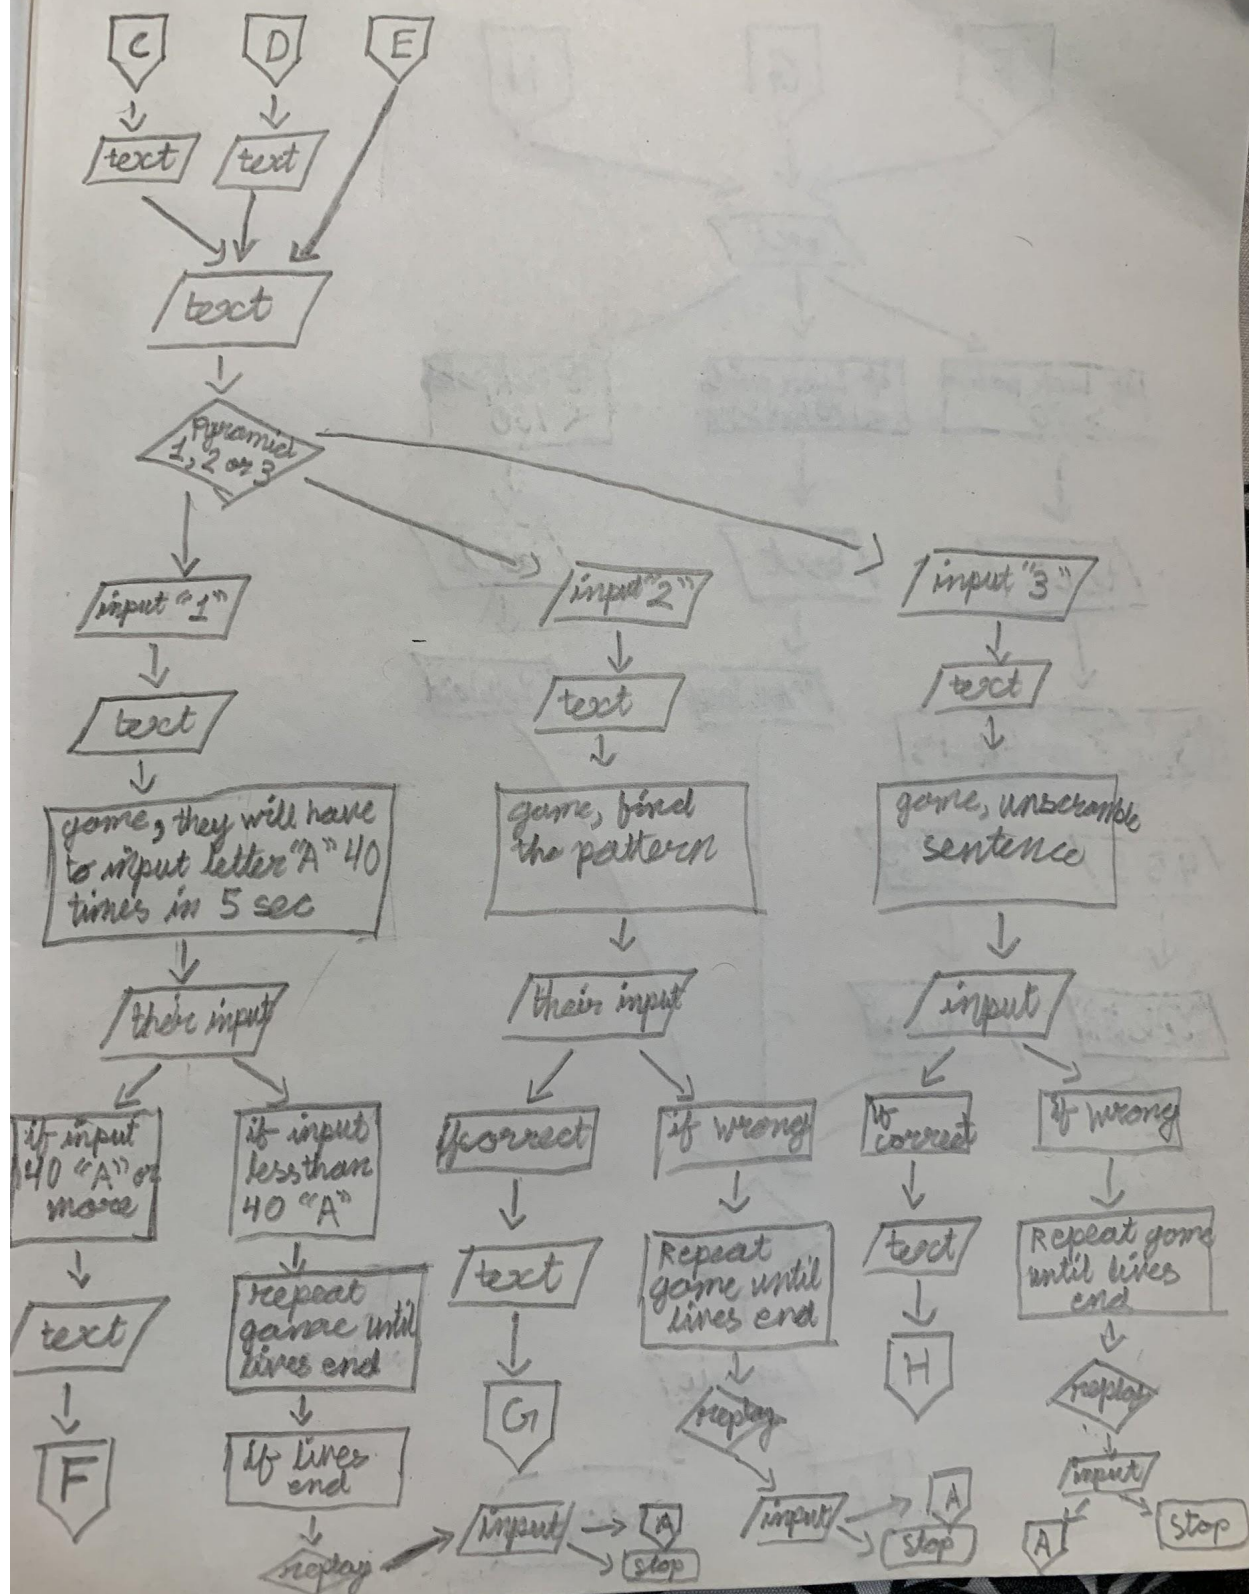 C
D
E
text
text
text
Pyramid
1, 2 or 3
input "1"
input "2"
input "3"
text
text
text
game, they will have
to input letter "A" 40
times in 5 sec
game, find
the pattern
game, unscramble
sentence
their input
their input
input
if input
40 "A" or
more
if input
less than
40 "A"
if correct
if wrong
if
correct
if wrong
text
repeat
game until
lives end
text
Repeat
game until
lives end
text
Repeat game
until lives
end
F
if lives
end
G
replay
H
replay
replay
input
A
stop
input
A
stop
input
A
stop